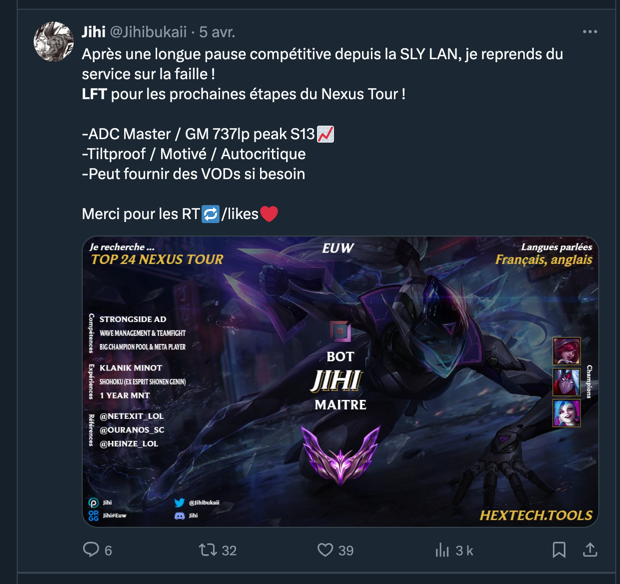 Jihi @Jihibukaii · 5 avr.
Après une longue pause compétitive depuis la SLY LAN, je reprends du
service sur la faille !
LFT pour les prochaines étapes du Nexus Tour !
-ADC Master / GM 737lp peak S13📈
-Tiltproof / Motivé / Autocritique
-Peut fournir des VODs si besoin
Merci pour les RT🔁/likes❤️
Je recherche ...
TOP 24 NEXUS TOUR
EUW
Langues parlées
Français, anglais
Compétences
STRONGSIDE AD
WAVE MANAGEMENT & TEAMFIGHT
BIG CHAMPION POOL & META PLAYER
Expériences
KLANIK MINOT
SHOHOKU (EX ESPRIT SHONEN GENIN)
1 YEAR MNT
Références
@NETEXIT_LOL
@OURANOS_SC
@HEINZE_LOL
BOT
JIHI
MAITRE
Champions
Jihi
@Jihibukaii
OP.GG
Jihi#Euw
Jihi
HEXTECH.TOOLS
6
32
39
3 k